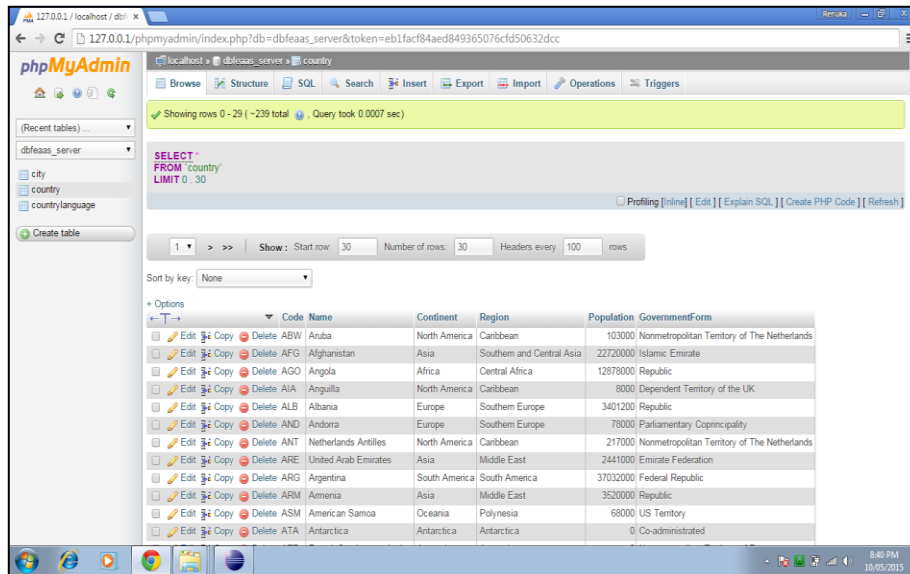 127.0.0.1 / localhost / dbf
Renuka
127.0.0.1/phpmyadmin/index.php?db=dbfeaas_server&token=eb1facf84aed849365076cfd50632dcc
phpMyAdmin
localhost » dbfeaas_server » country
Browse Structure SQL Search Insert Export Import Operations Triggers
Showing rows 0 - 29 ( ~239 total , Query took 0.0007 sec)
(Recent tables) ...
dbfeaas_server
city
country
countrylanguage
Create table
SELECT *
FROM `country`
LIMIT 0 , 30
Profiling [Inline] [ Edit ] [ Explain SQL ] [ Create PHP Code ] [ Refresh ]
1 > >> Show : Start row: 30 Number of rows: 30 Headers every 100 rows
Sort by key: None
+ Options
←T→ Code Name Continent Region Population GovernmentForm
Edit Copy Delete ABW Aruba North America Caribbean 103000 Nonmetropolitan Territory of The Netherlands
Edit Copy Delete AFG Afghanistan Asia Southern and Central Asia 22720000 Islamic Emirate
Edit Copy Delete AGO Angola Africa Central Africa 12878000 Republic
Edit Copy Delete AIA Anguilla North America Caribbean 8000 Dependent Territory of the UK
Edit Copy Delete ALB Albania Europe Southern Europe 3401200 Republic
Edit Copy Delete AND Andorra Europe Southern Europe 78000 Parliamentary Coprincipality
Edit Copy Delete ANT Netherlands Antilles North America Caribbean 217000 Nonmetropolitan Territory of The Netherlands
Edit Copy Delete ARE United Arab Emirates Asia Middle East 2441000 Emirate Federation
Edit Copy Delete ARG Argentina South America South America 37032000 Federal Republic
Edit Copy Delete ARM Armenia Asia Middle East 3520000 Republic
Edit Copy Delete ASM American Samoa Oceania Polynesia 68000 US Territory
Edit Copy Delete ATA Antarctica Antarctica Antarctica 0 Co-administrated
8:40 PM
10/05/2015